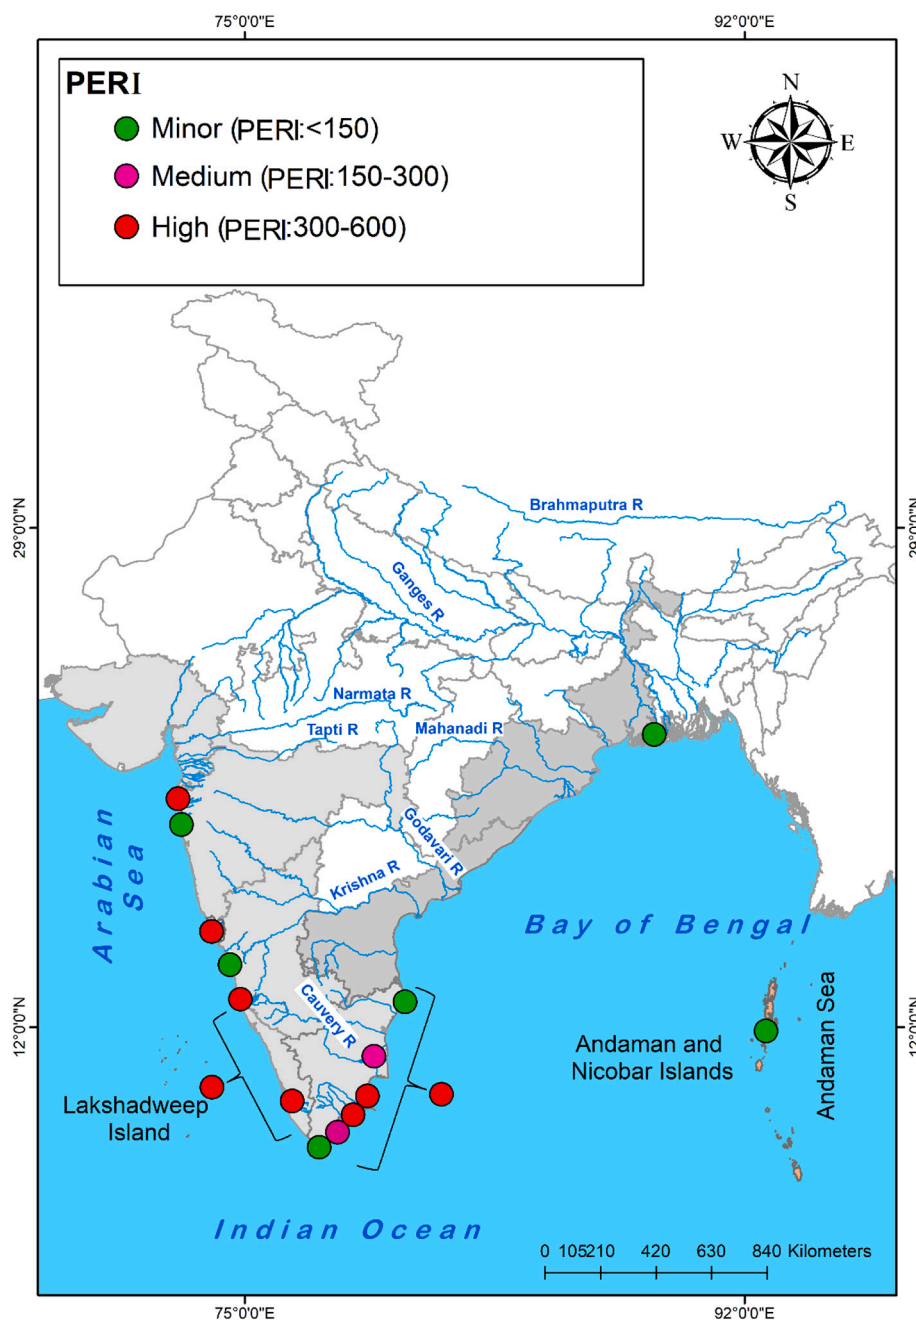 75°0'0"E 92°0'0"E
PERI
Minor (PERI:<150)
Medium (PERI:150-300)
High (PERI:300-600)
N
W E
S
29°0'0"N 29°0'0"N
Brahmaputra R
Ganges R
Narmata R
Tapti R
Mahanadi R
Godavari R
Krishna R
Arabian
Sea
Bay of Bengal
Cauvery R
12°0'0"N 12°0'0"N
Andaman and
Nicobar Islands
Andaman Sea
Lakshadweep
Island
Indian Ocean
0 105210 420 630 840 Kilometers
75°0'0"E 92°0'0"E